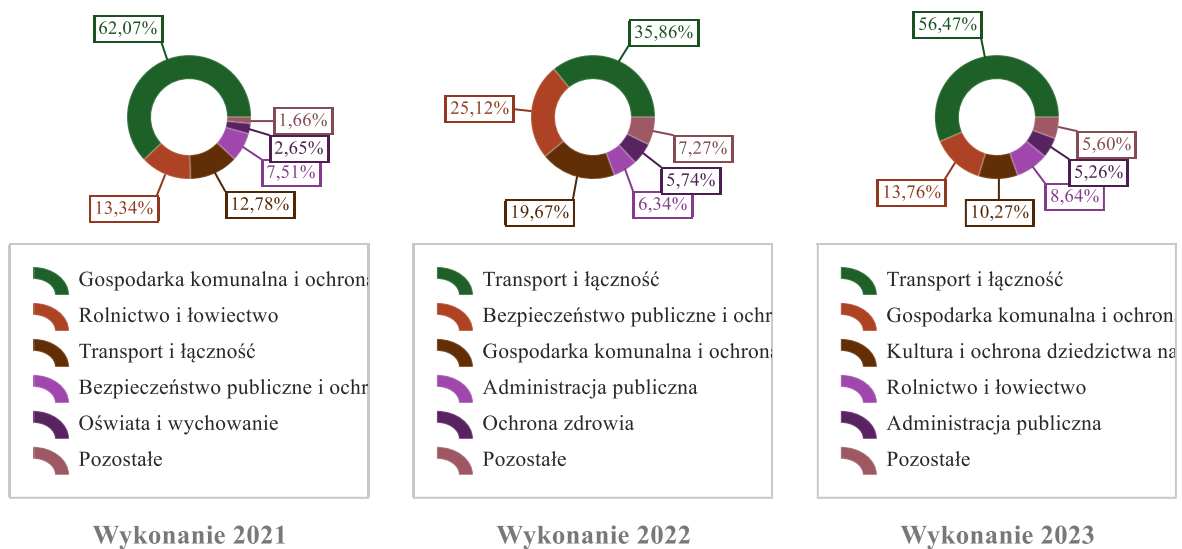 62,07%
1,66%
2,65%
7,51%
12,78%
13,34%
Gospodarka komunalna i ochrona
Rolnictwo i łowiectwo
Transport i łączność
Bezpieczeństwo publiczne i ochr
Oświata i wychowanie
Pozostałe
Wykonanie 2021
35,86%
25,12%
7,27%
5,74%
6,34%
19,67%
Transport i łączność
Bezpieczeństwo publiczne i ochr
Gospodarka komunalna i ochrona
Administracja publiczna
Ochrona zdrowia
Pozostałe
Wykonanie 2022
56,47%
5,60%
5,26%
8,64%
10,27%
13,76%
Transport i łączność
Gospodarka komunalna i ochrona
Kultura i ochrona dziedzictwa na
Rolnictwo i łowiectwo
Administracja publiczna
Pozostałe
Wykonanie 2023